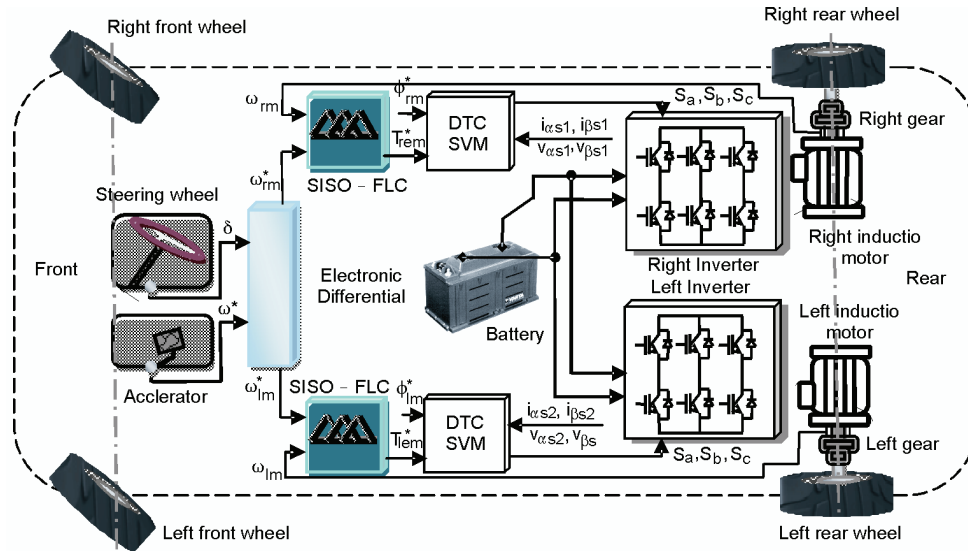 Right front wheel
Right rear wheel
ω*rm
ωrm
ϕ*rm
T*rem
DTC
SVM
SISO – FLC
iαs1, iβs1
vαs1, vβs1
Sa, Sb, Sc
Right gear
Steering wheel
δ
ω*
Front
Electronic
Differential
Battery
Right Inverter
Left Inverter
Right inductio
motor
Rear
Left inductio
motor
Acclerator
ω*lm
SISO – FLC
ϕ*lm
T*lem
DTC
SVM
iαs2, iβs2
vαs2, vβs
Sa, Sb, Sc
ωlm
Left gear
Left front wheel
Left rear wheel